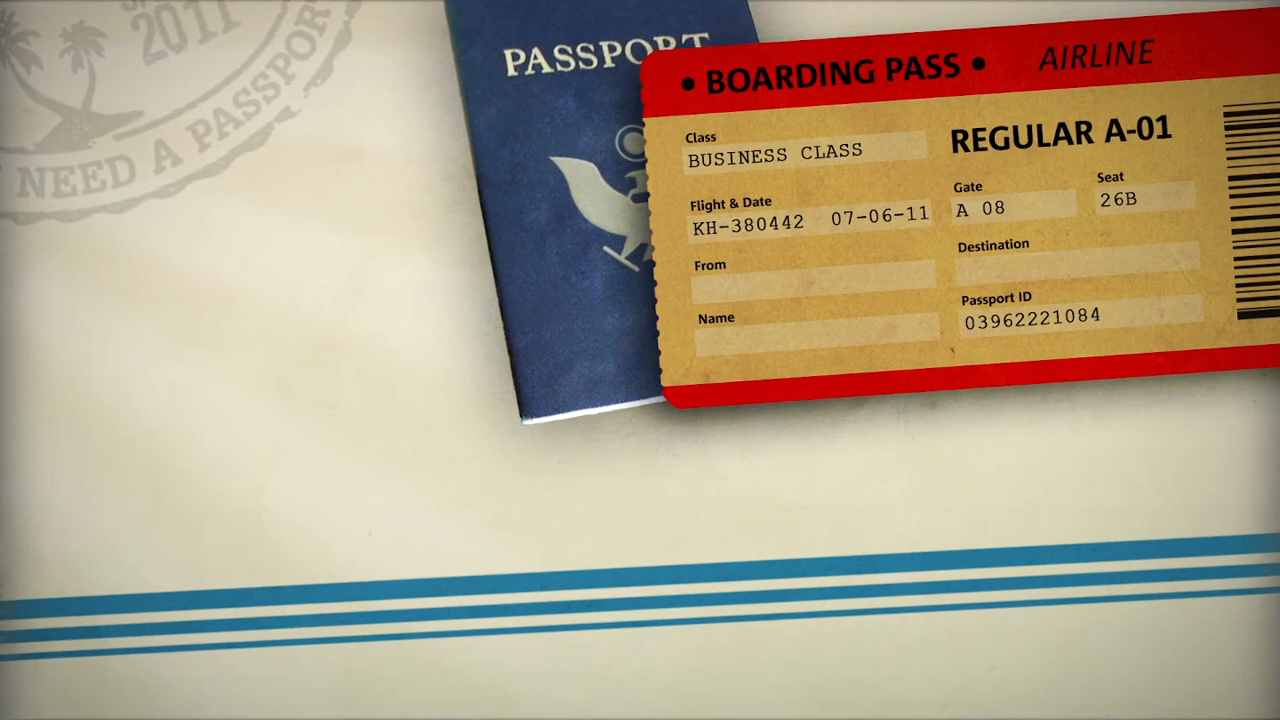 2011
NEED A PASSPORT
PASSPORT
• BOARDING PASS •
AIRLINE
Class
BUSINESS CLASS
REGULAR A-01
Flight & Date
KH-380442 07-06-11
Gate
A 08
Seat
26B
From
Destination
Name
Passport ID
03962221084